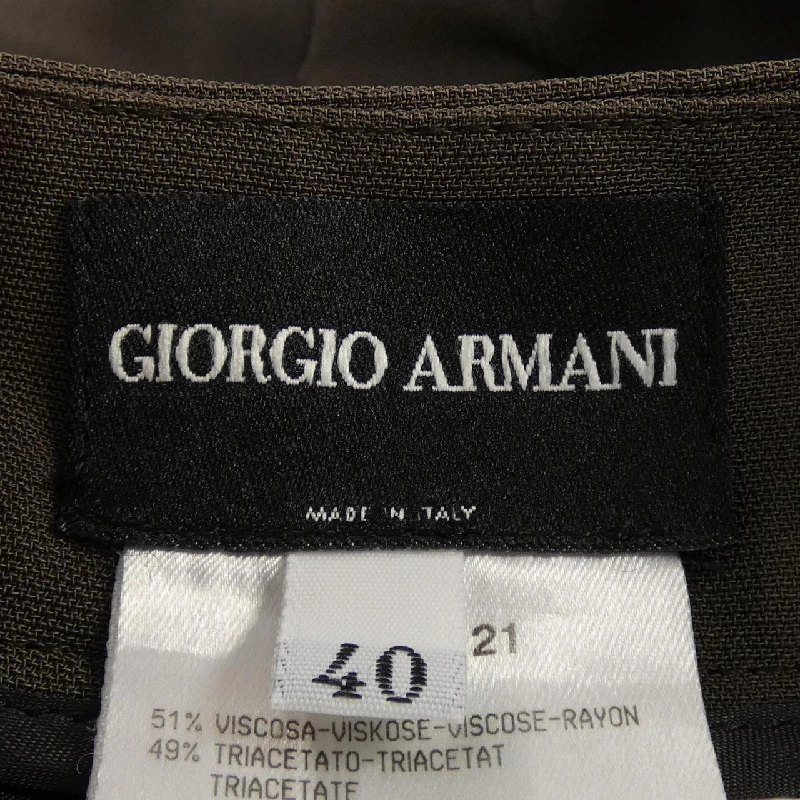 GIORGIO ARMANI
MADE IN ITALY
21
40
51% VISCOSA-VISKOSE-VISCOSE-RAYON
49% TRIACETATO-TRIACETAT
TRIACETATE